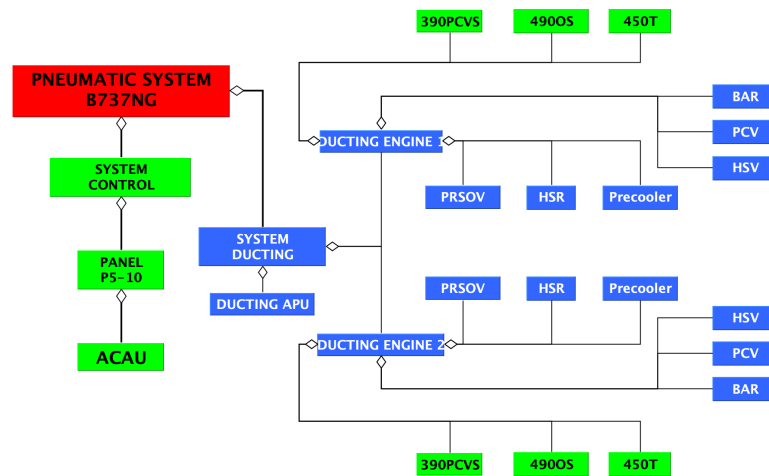 390PCVS
490OS
450T
PNEUMATIC SYSTEM
B737NG
BAR
PCV
HSV
DUCTING ENGINE 1
SYSTEM
CONTROL
PRSOV
HSR
Precooler
SYSTEM
DUCTING
PANEL
P5-10
DUCTING APU
PRSOV
HSR
Precooler
HSV
PCV
BAR
DUCTING ENGINE 2
ACAU
390PCVS
490OS
450T